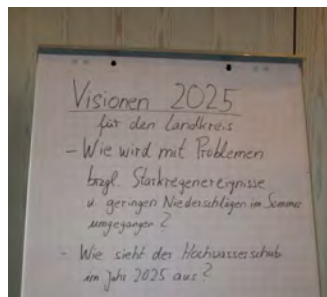 Visionen 2025
für den Landkreis
- Wie wird mit Problemen
bzgl. Starkregenereignisse
u. geringen Niederschlägen im Sommer
umgegangen?
- Wie sieht der Hochwasserschutz
im Jahr 2025 aus?